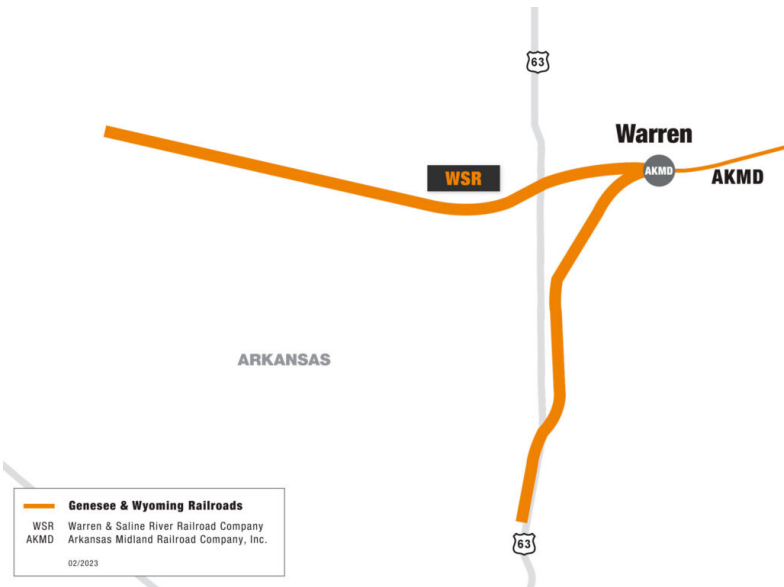 63
Warren
WSR
AKMD
AKMD
ARKANSAS
Genesee & Wyoming Railroads
WSR Warren & Saline River Railroad Company
AKMD Arkansas Midland Railroad Company, Inc.
02/2023
63